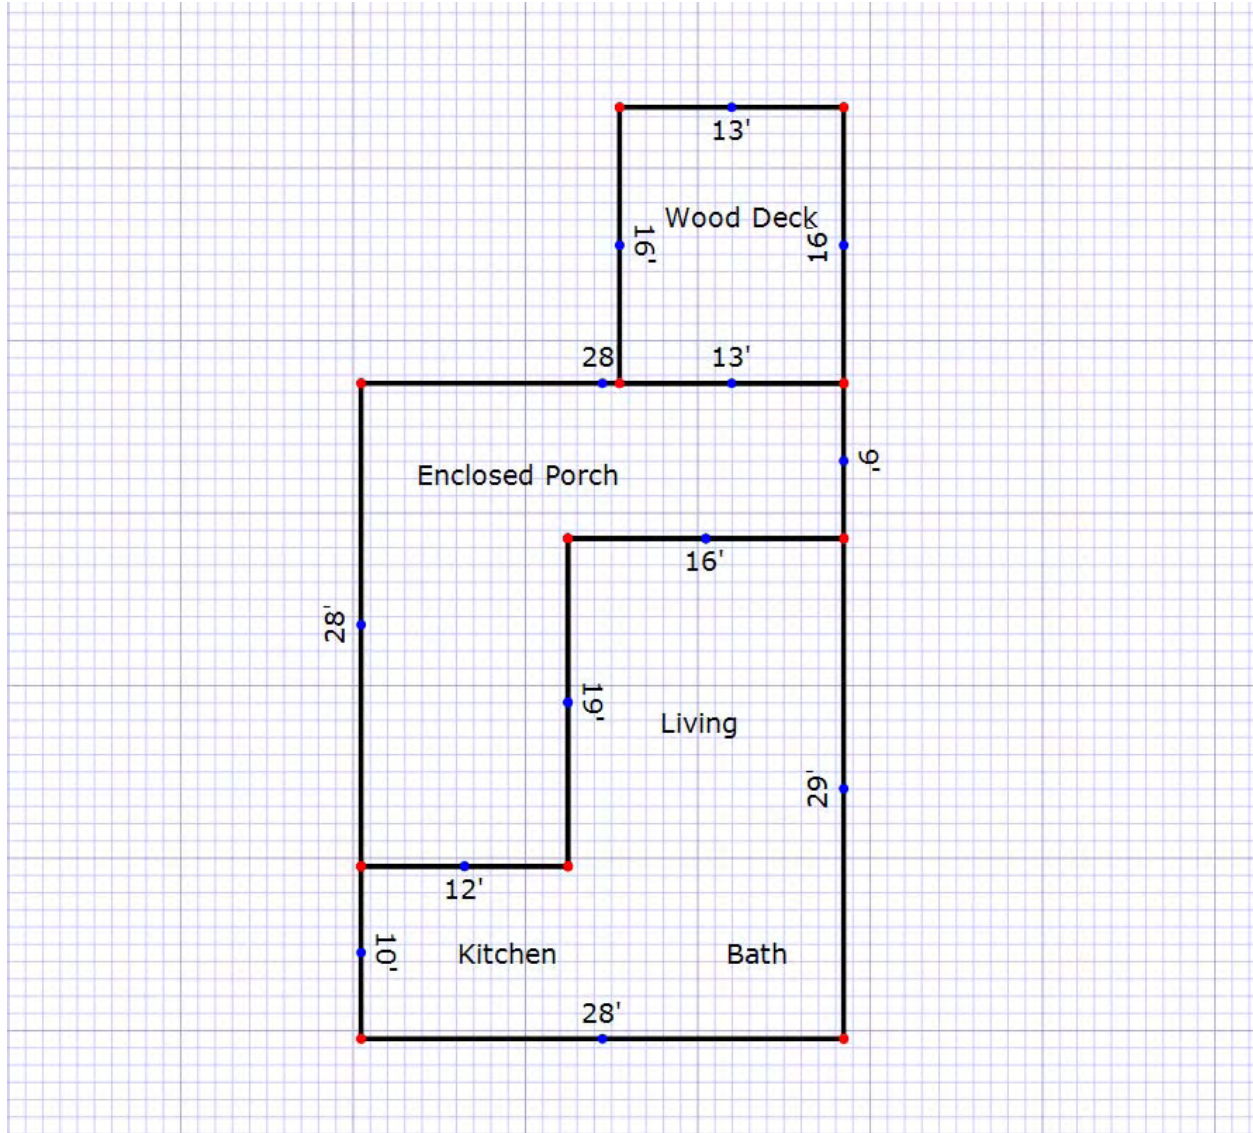 13'
Wood Deck
16'
16'
28
13'
9'
Enclosed Porch
16'
28'
19'
Living
29'
12'
10'
Kitchen
Bath
28'